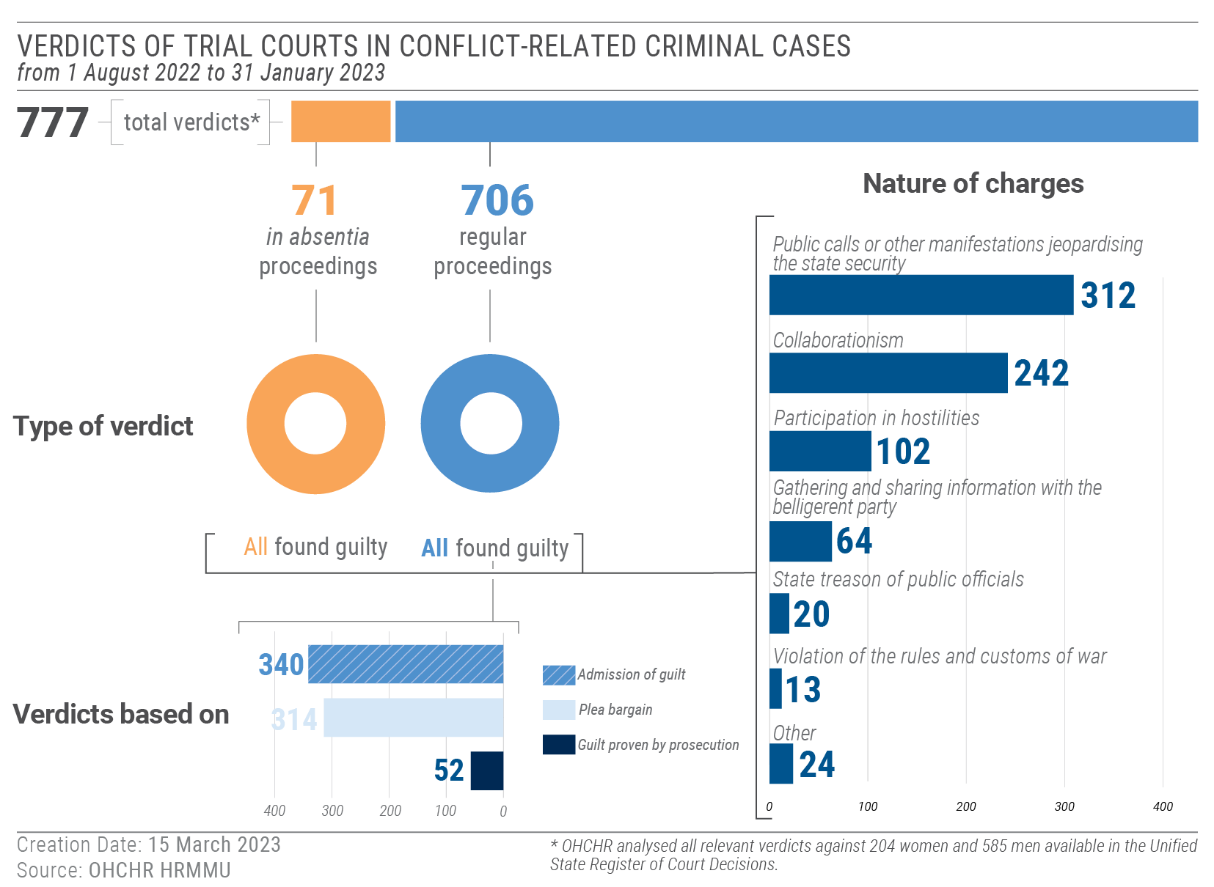 VERDICTS OF TRIAL COURTS IN CONFLICT-RELATED CRIMINAL CASES
from 1 August 2022 to 31 January 2023
777 total verdicts*
71
in absentia
proceedings
706
regular
proceedings
Type of verdict
All found guilty
All found guilty
Verdicts based on
340
314
52
400 300 200 100 0
Admission of guilt
Plea bargain
Guilt proven by prosecution
Nature of charges
Public calls or other manifestations jeopardising
the state security
312
Collaborationism
242
Participation in hostilities
102
Gathering and sharing information with the
belligerent party
64
State treason of public officials
20
Violation of the rules and customs of war
13
Other
24
0 100 200 300 400
Creation Date: 15 March 2023
Source: OHCHR HRMMU
* OHCHR analysed all relevant verdicts against 204 women and 585 men available in the Unified
State Register of Court Decisions.